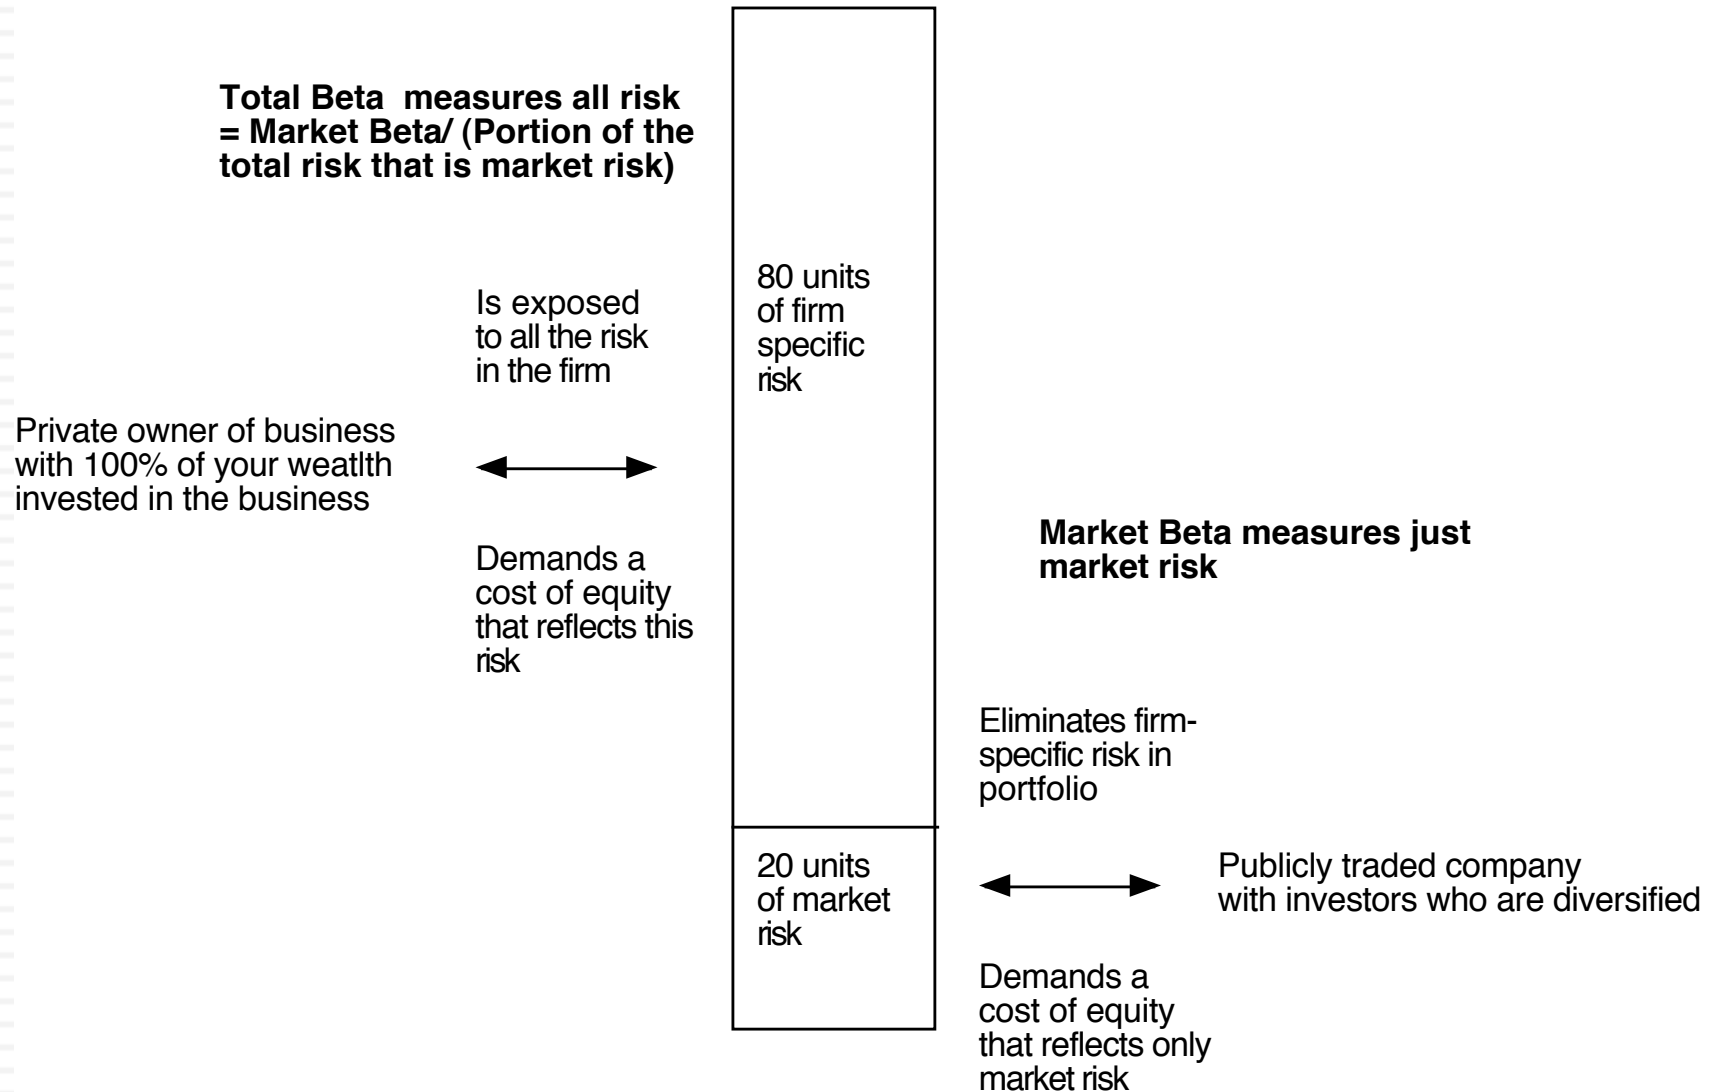 Total Beta  measures all risk
= Market Beta/ (Portion of the
total risk that is market risk)
80 units
of firm
specific
risk
Is exposed
to all the risk
in the firm
Private owner of business
with 100% of your weatlth
invested in the business
Demands a
cost of equity
that reflects this
risk
Market Beta measures just
market risk
Eliminates firm-
specific risk in
portfolio
20 units
of market
risk
Publicly traded company
with investors who are diversified
Demands a
cost of equity
that reflects only
market risk